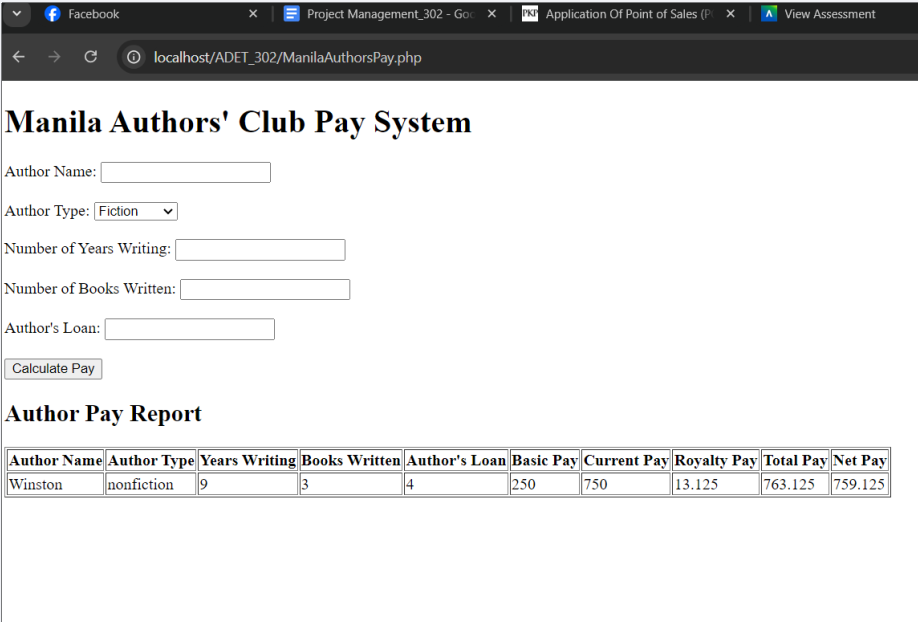 Facebook
Project Management_302 - Goo
PKP Application Of Point of Sales (P
View Assessment
localhost/ADET_302/ManilaAuthorsPay.php
Manila Authors' Club Pay System
Author Name:
Author Type: Fiction
Number of Years Writing:
Number of Books Written:
Author's Loan:
Calculate Pay
Author Pay Report
Author Name Author Type Years Writing Books Written Author's Loan Basic Pay Current Pay Royalty Pay Total Pay Net Pay
Winston nonfiction 9 3 4 250 750 13.125 763.125 759.125